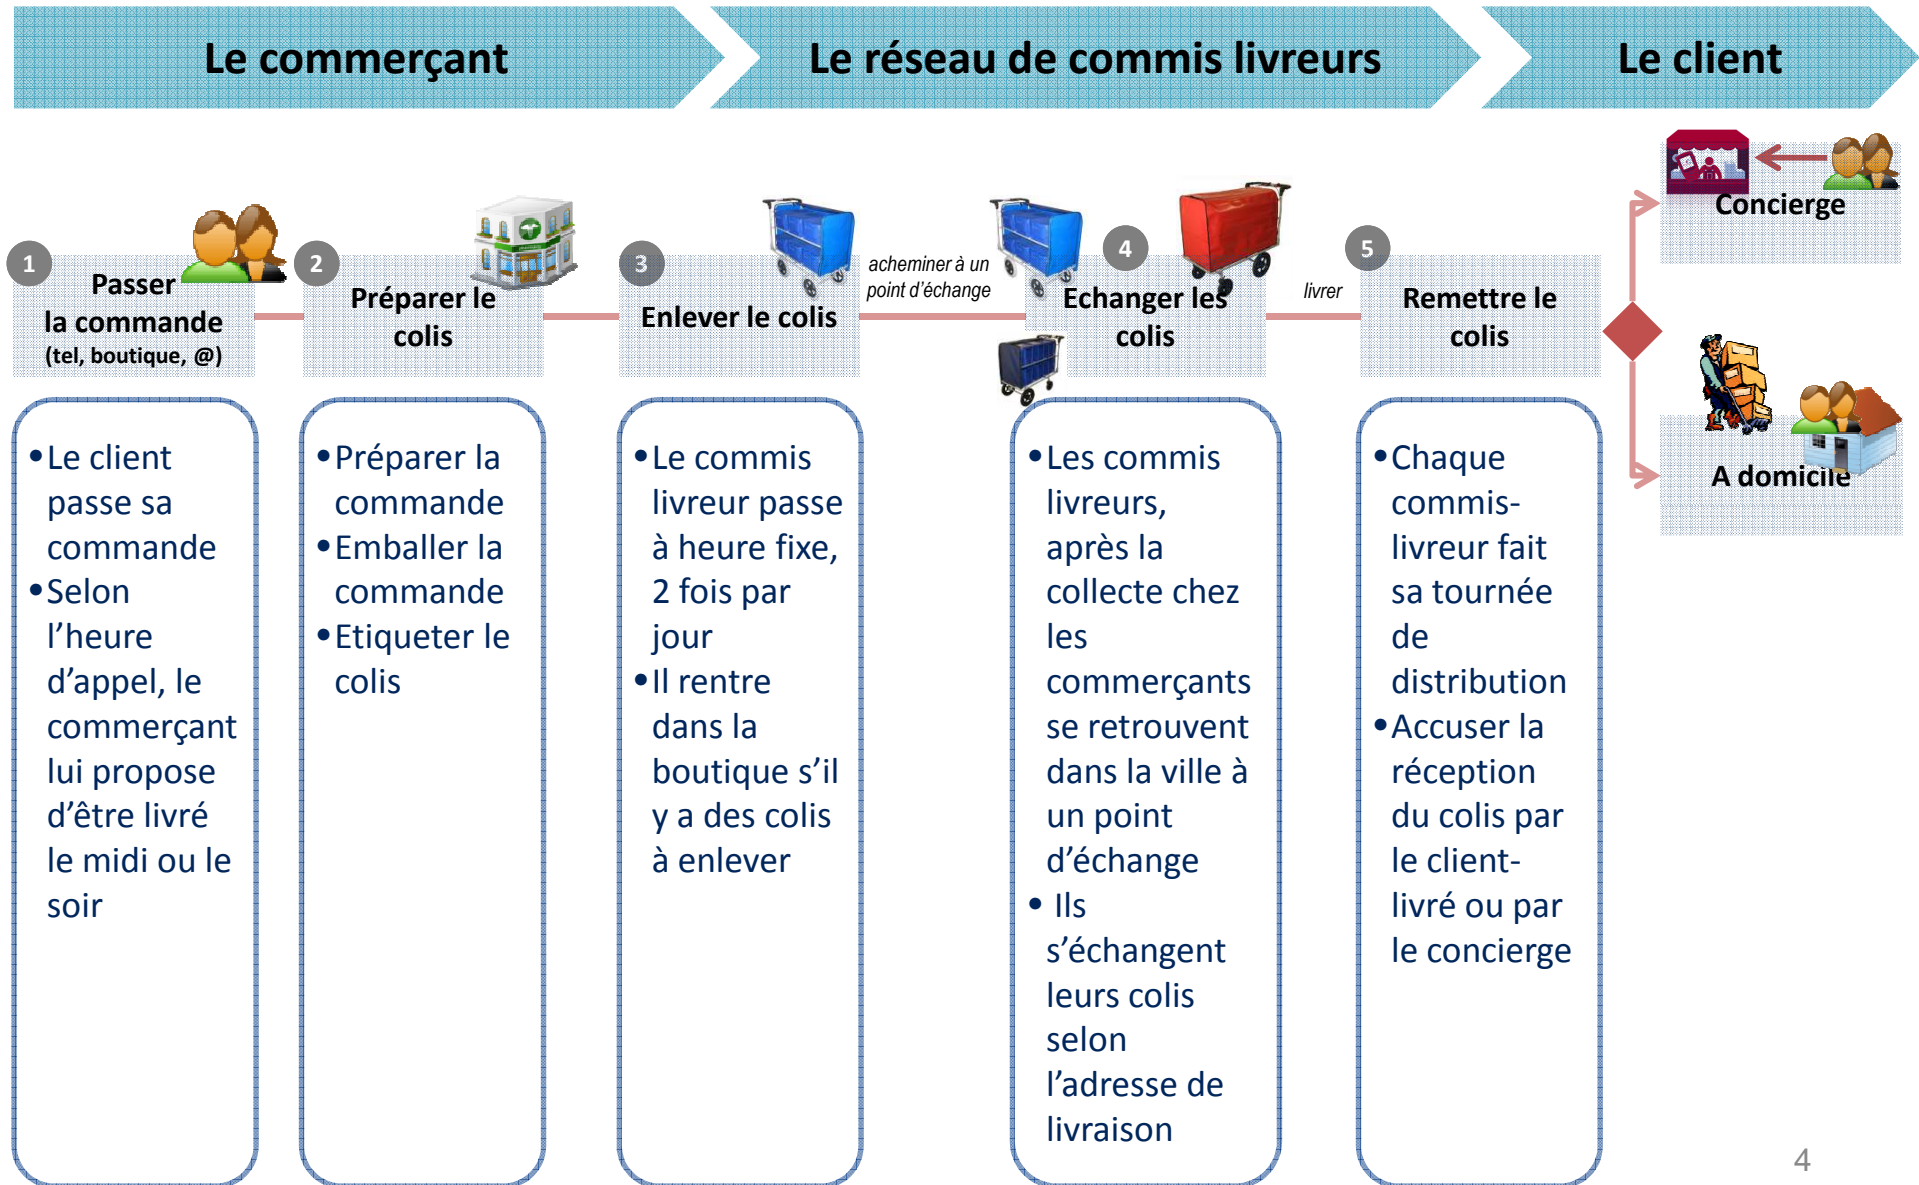 Le commerçant
Le réseau de commis livreurs
Le client
1
Passer
la commande
(tel, boutique, @)
2
Préparer le
colis
3
Enlever le colis
acheminer à un
point d'échange
4
Echanger les
colis
livrer
5
Remettre le
colis
Concierge
A domicile
•Le client
passe sa
commande
•Selon
l'heure
d'appel, le
commerçant
lui propose
d'être livré
le midi ou le
soir
•Préparer la
commande
•Emballer la
commande
•Etiqueter le
colis
•Le commis
livreur passe
à heure fixe,
2 fois par
jour
•Il rentre
dans la
boutique s'il
y a des colis
à enlever
•Les commis
livreurs,
après la
collecte chez
les
commerçants
se retrouvent
dans la ville à
un point
d'échange
• Ils
s'échangent
leurs colis
selon
l'adresse de
livraison
•Chaque
commis-
livreur fait
sa tournée
de
distribution
•Accuser la
réception
du colis par
le client-
livré ou par
le concierge
4